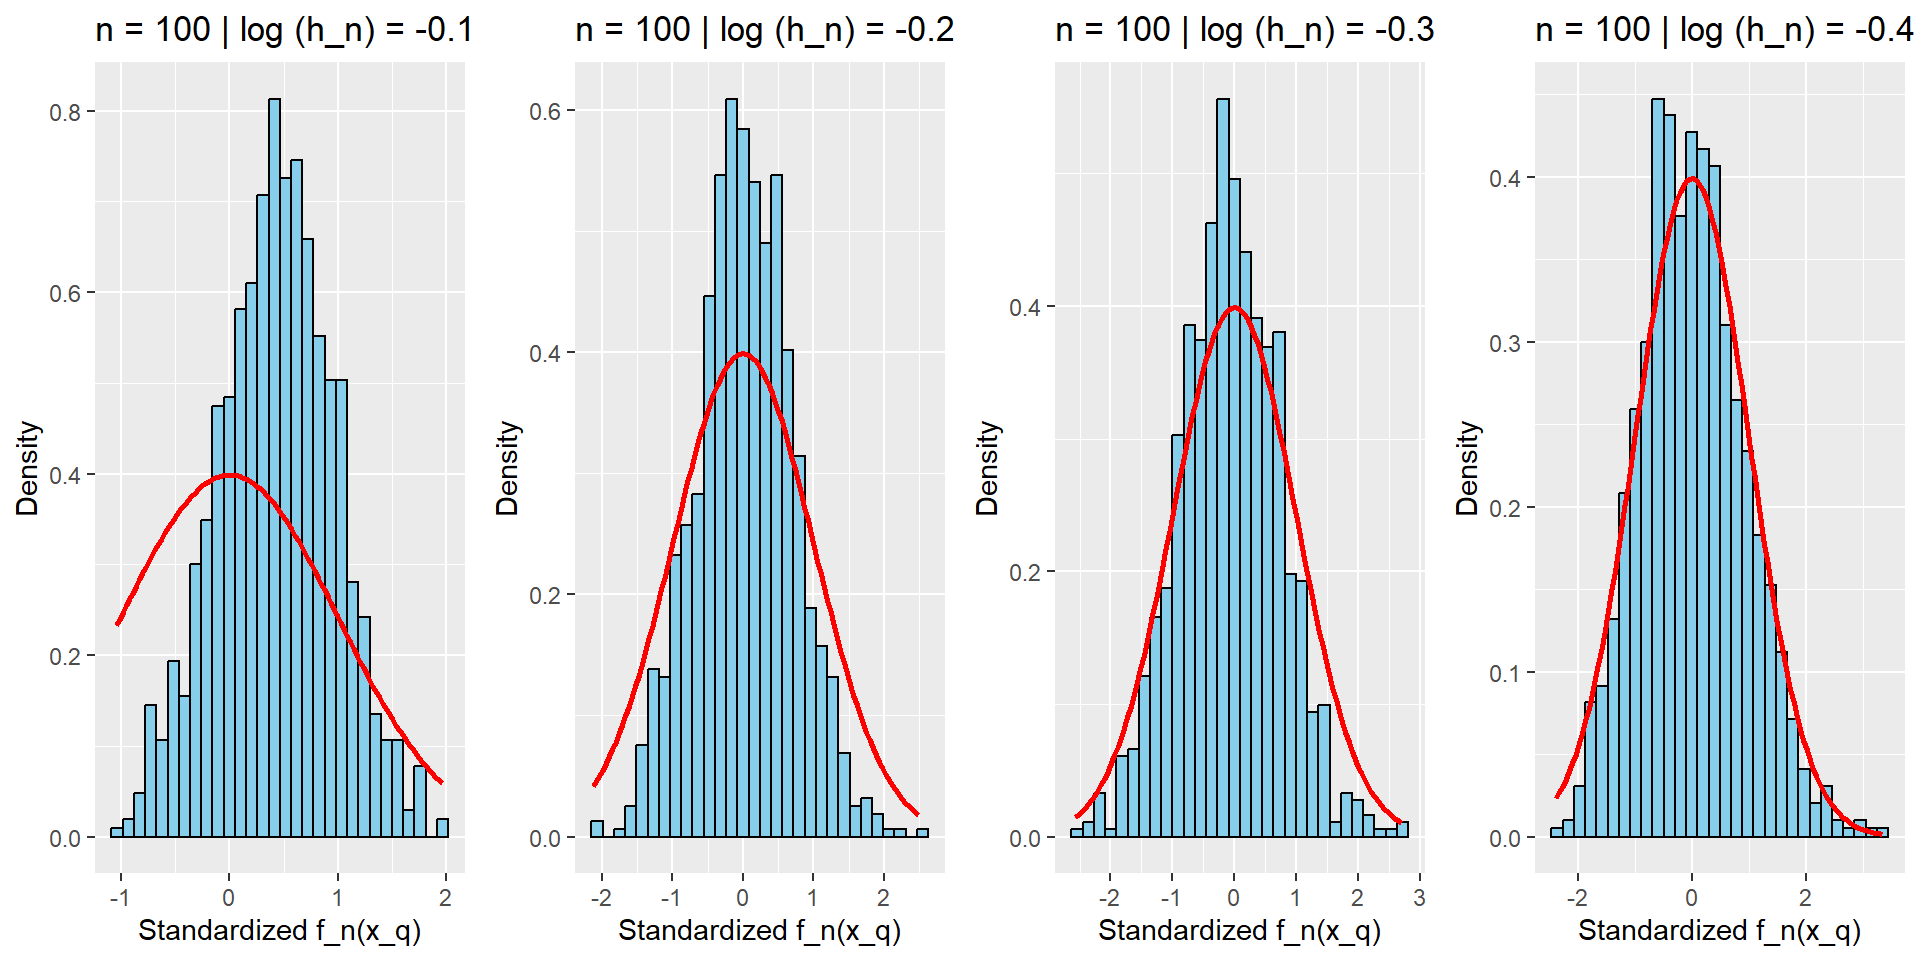 n = 100 | log (h_n) = -0.1
Density
0.8
0.6
0.4
0.2
0.0
-1 0 1 2
Standardized f_n(x_q)
n = 100 | log (h_n) = -0.2
Density
0.6
0.4
0.2
0.0
-2 -1 0 1 2
Standardized f_n(x_q)
n = 100 | log (h_n) = -0.3
Density
0.4
0.2
0.0
-2 -1 0 1 2 3
Standardized f_n(x_q)
n = 100 | log (h_n) = -0.4
Density
0.4
0.3
0.2
0.1
0.0
-2 0 2
Standardized f_n(x_q)